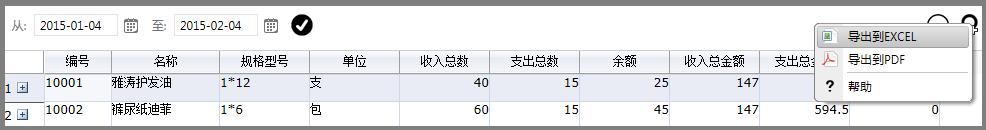 从: 2015-01-04 至: 2015-02-04
导出到EXCEL
导出到PDF
? 帮助
编号 名称 规格型号 单位 收入总数 支出总数 余额 收入总金额 支出总金
1 10001 雅涛护发油 1*12 支 40 15 25 147
2 10002 裤尿纸迪菲 1*6 包 60 15 45 147 594.5 0